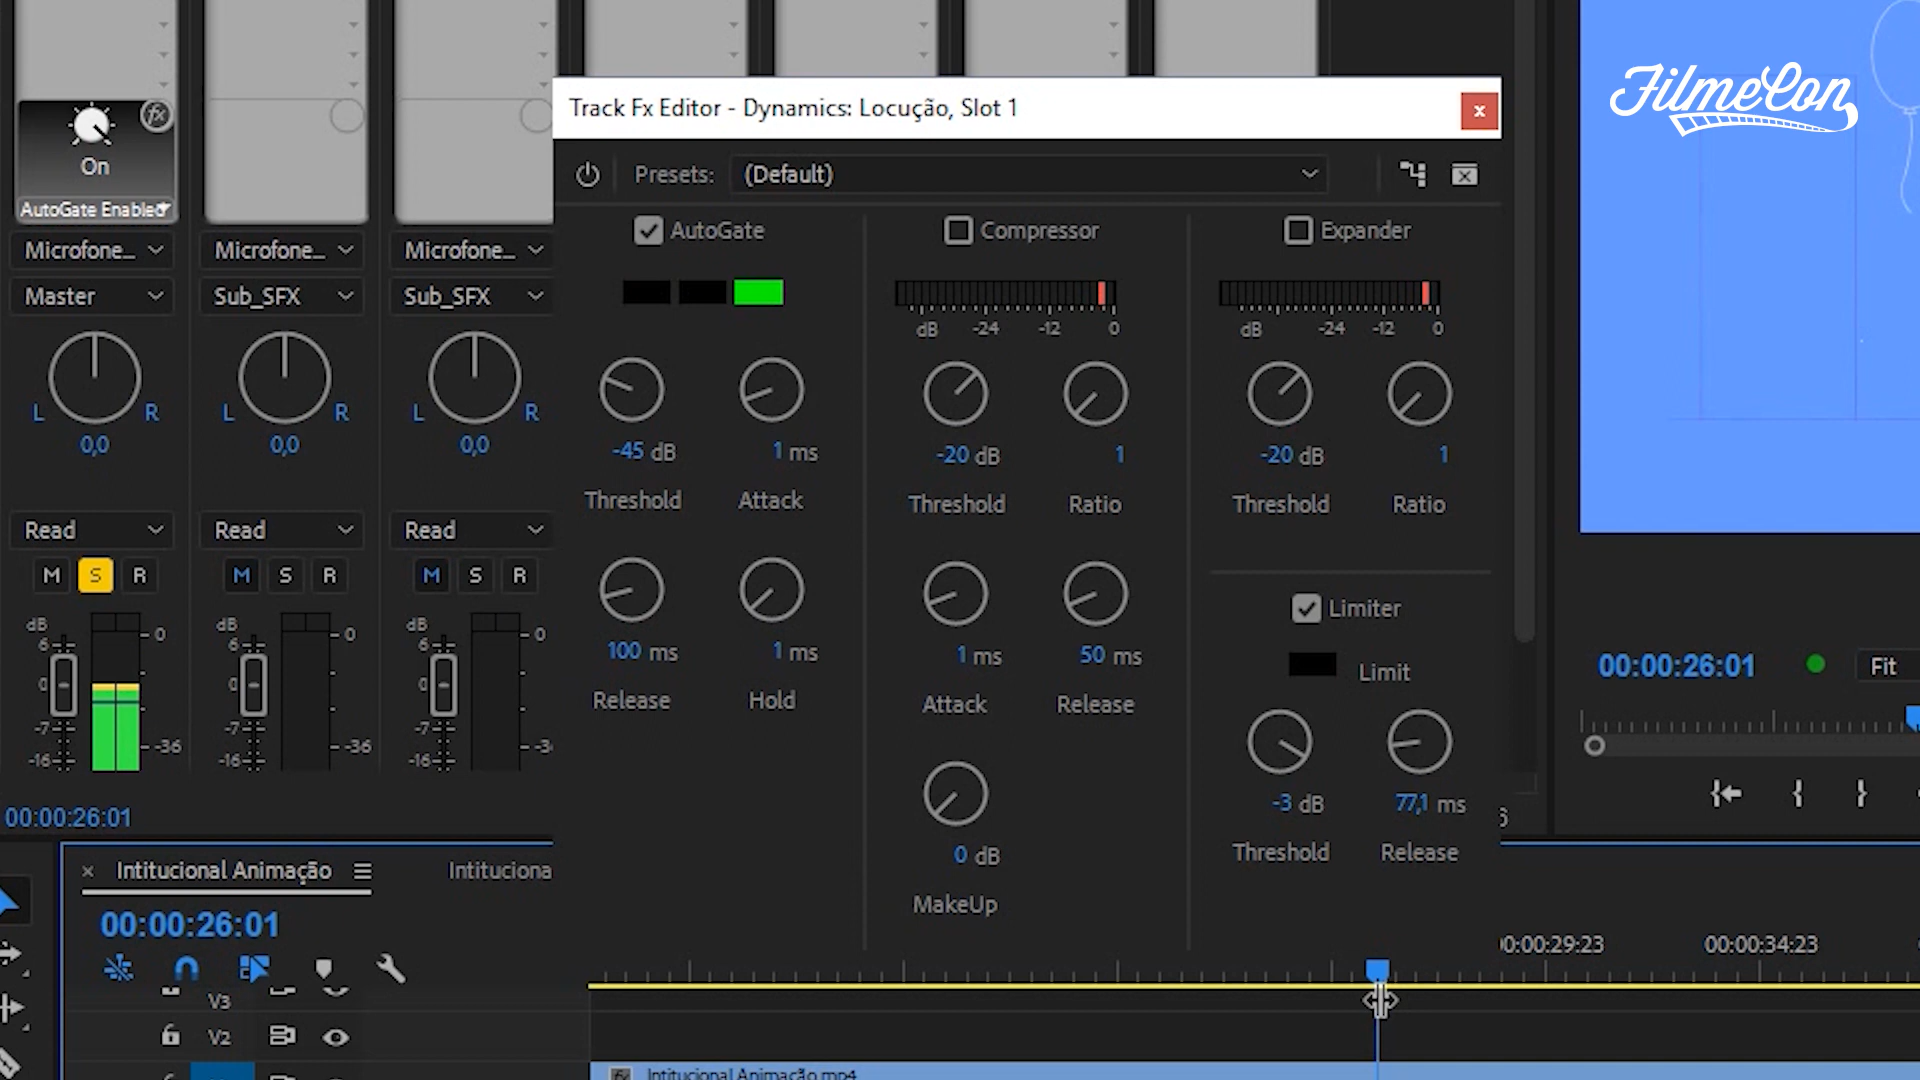 FilmeCon
Track Fx Editor - Dynamics: Locução, Slot 1
x
On
AutoGate Enabled
Presets: (Default)
AutoGate
Compressor
Expander
Microfone... Microfone... Microfone...
Master Sub_SFX Sub_SFX
dB -24 -12 0
dB -24 -12 0
L R L R L R
0,0 0,0 0,0
-45 dB 1 ms
Threshold Attack
-20 dB 1
Threshold Ratio
-20 dB 1
Threshold Ratio
Read Read Read
M S R M S R M S R
100 ms 1 ms
Release Hold
1 ms 50 ms
Attack Release
0 dB
MakeUp
Limiter
Limit
-3 dB 77,1 ms
Threshold Release
dB 6 0 -7 -16 0 -36
dB 6 0 -7 -16 0 -36
dB 6 0 -7 -16 0 -3
00:00:26:01 Fit
00:00:26:01
Intitucional Animação Intituciona
00:00:26:01
00:00:29:23 00:00:34:23
V3
V2
fx Intitucional Animação.mp4